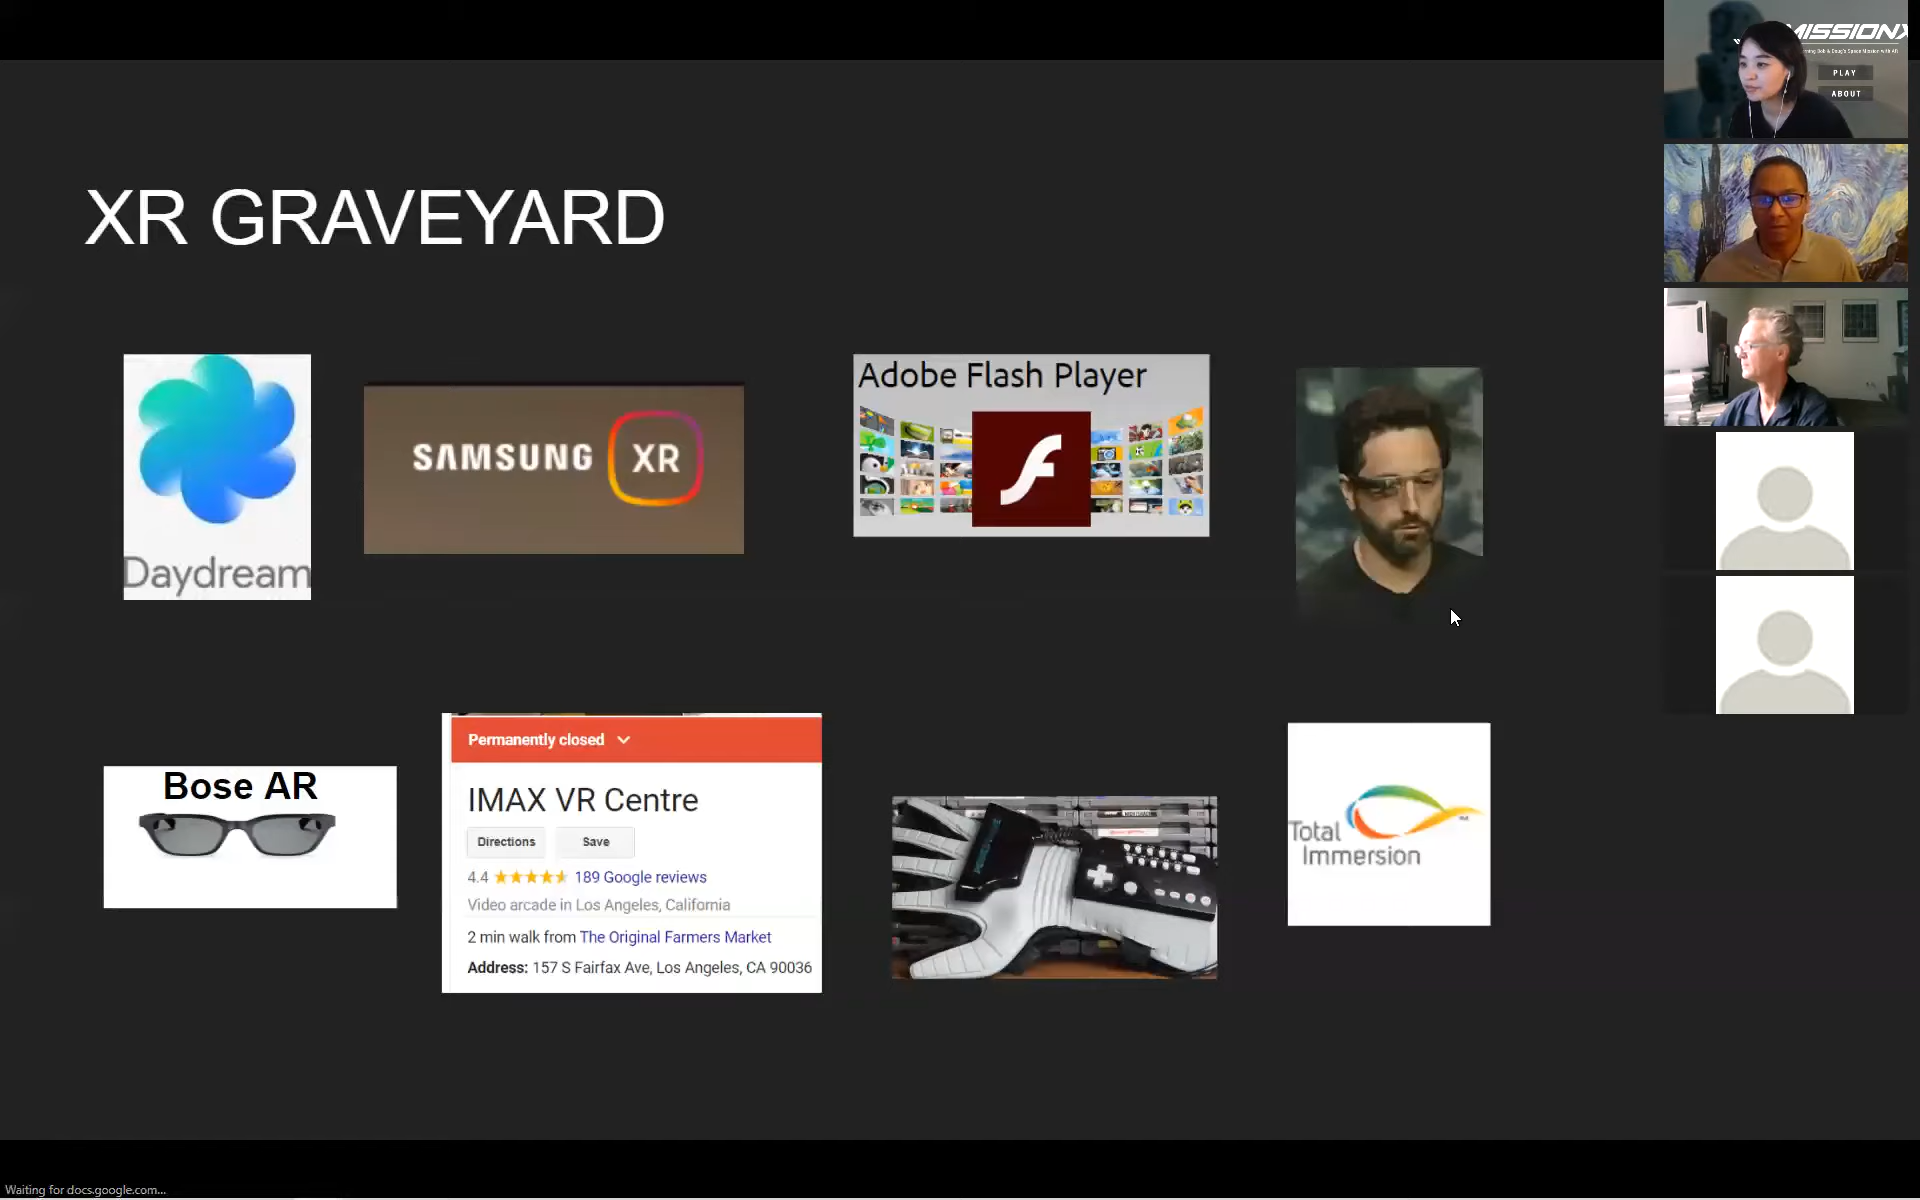 XR GRAVEYARD
Daydream
SAMSUNG XR
Adobe Flash Player
Bose AR
Permanently closed
IMAX VR Centre
Directions
Save
4.4
189 Google reviews
Video arcade in Los Angeles, California
2 min walk from The Original Farmers Market
Address: 157 S Fairfax Ave, Los Angeles, CA 90036
Total
Immersion
MISSIONX
PLAY
ABOUT
Waiting for docs.google.com...